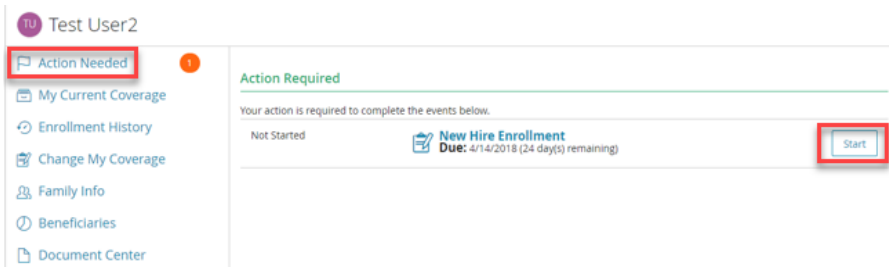 TU Test User2
Action Needed 1
My Current Coverage
Enrollment History
Change My Coverage
Family Info
Beneficiaries
Document Center
Action Required
Your action is required to complete the events below.
Not Started
New Hire Enrollment
Due: 4/14/2018 (24 day(s) remaining)
Start